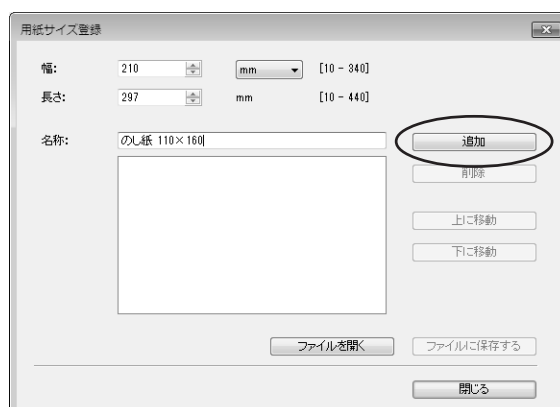 用紙サイズ登録
幅: 210 mm [10 - 340]
長さ: 297 mm [10 - 440]
名称: のし紙 110×160 追加
削除
上に移動
下に移動
ファイルを開く ファイルに保存する
閉じる